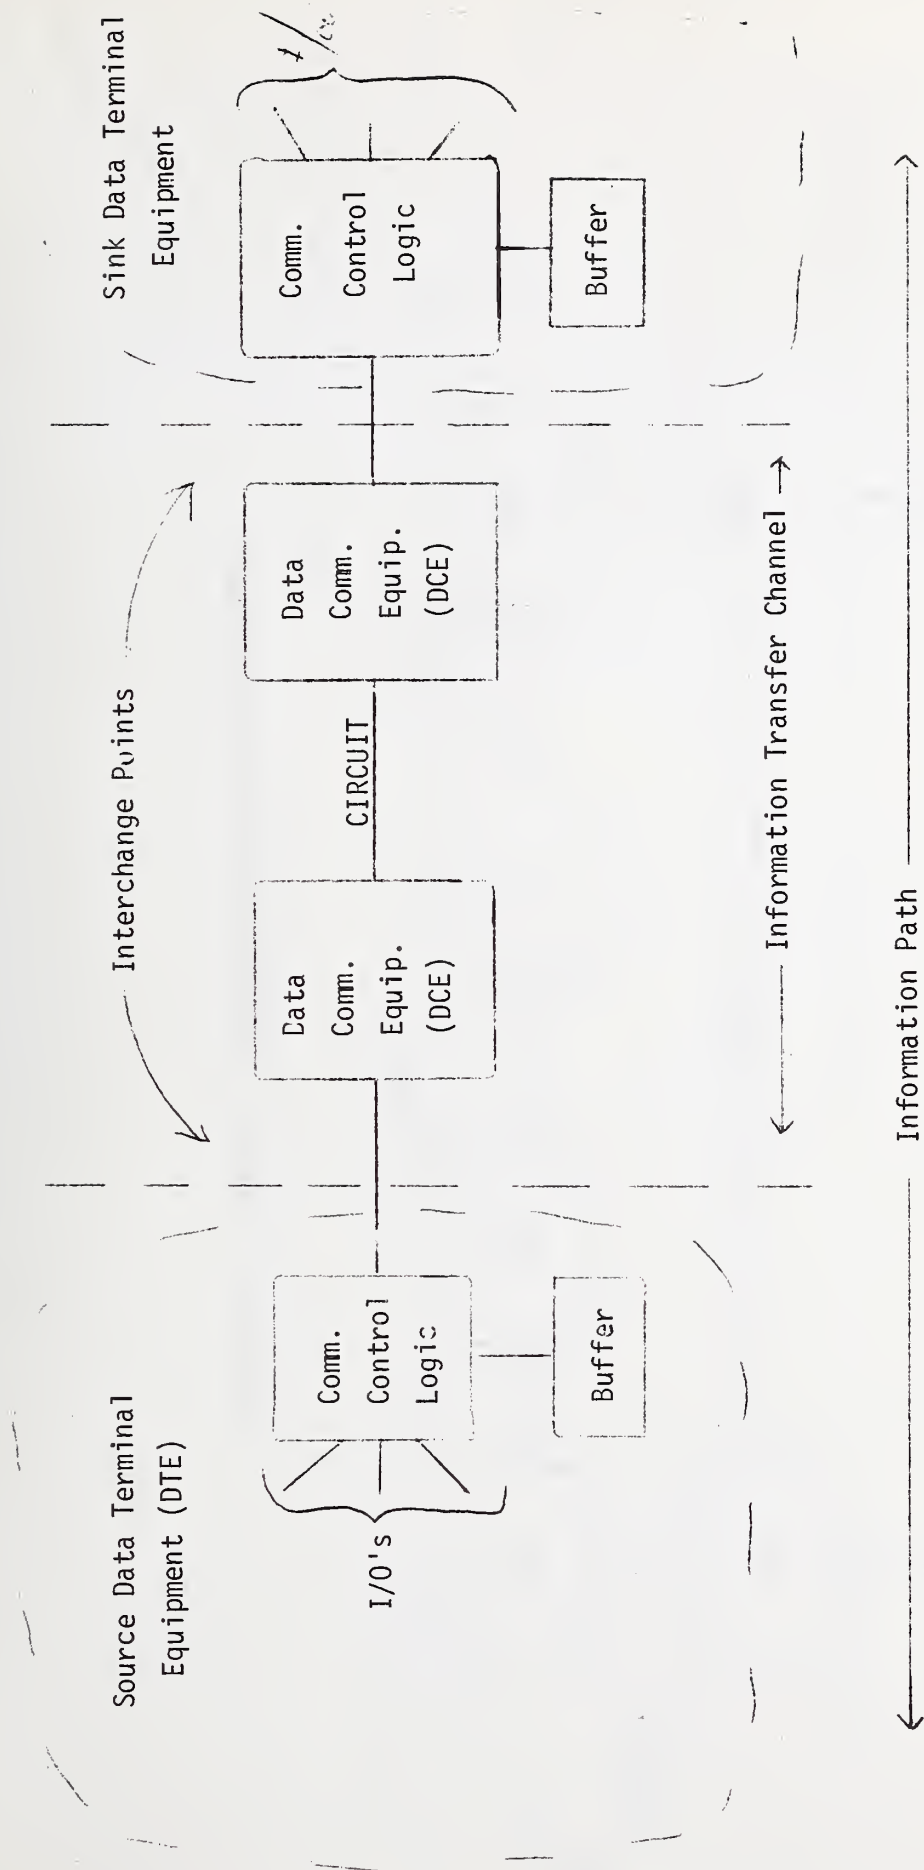 Source Data Terminal
Equipment (DTE)
I/O's
Comm.
Control
Logic
Buffer
Interchange Points
Data
Comm.
Equip.
(DCE)
CIRCUIT
Data
Comm.
Equip.
(DCE)
Sink Data Terminal
Equipment
Comm.
Control
Logic
Buffer
Information Transfer Channel
Information Path